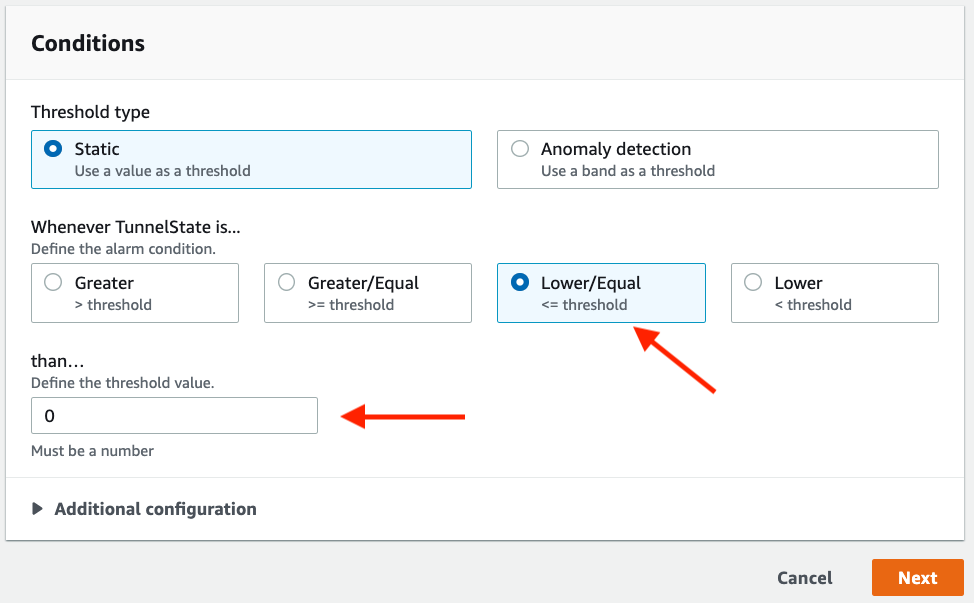 Conditions
Threshold type
Static
Use a value as a threshold
Anomaly detection
Use a band as a threshold
Whenever TunnelState is...
Define the alarm condition.
Greater
> threshold
Greater/Equal
>= threshold
Lower/Equal
<= threshold
Lower
< threshold
than…
Define the threshold value.
0
Must be a number
Additional configuration
Cancel
Next